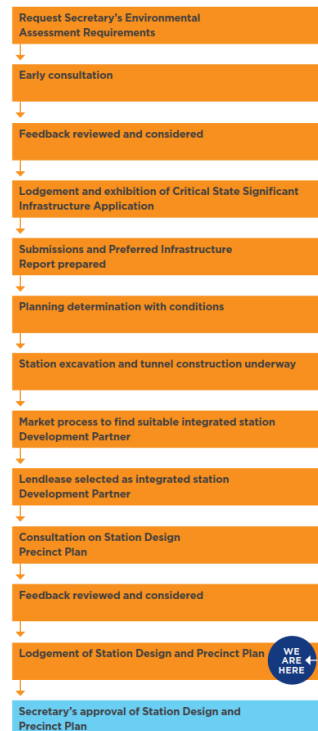 Request Secretary's Environmental
Assessment Requirements
Early consultation
Feedback reviewed and considered
Lodgement and exhibition of Critical State Significant
Infrastructure Application
Submissions and Preferred Infrastructure
Report prepared
Planning determination with conditions
Station excavation and tunnel construction underway
Market process to find suitable integrated station
Development Partner
Lendlease selected as integrated station
Development Partner
Consultation on Station Design
Precinct Plan
Feedback reviewed and considered
Lodgement of Station Design and Precinct Plan
WE
ARE
HERE
Secretary's approval of Station Design and
Precinct Plan